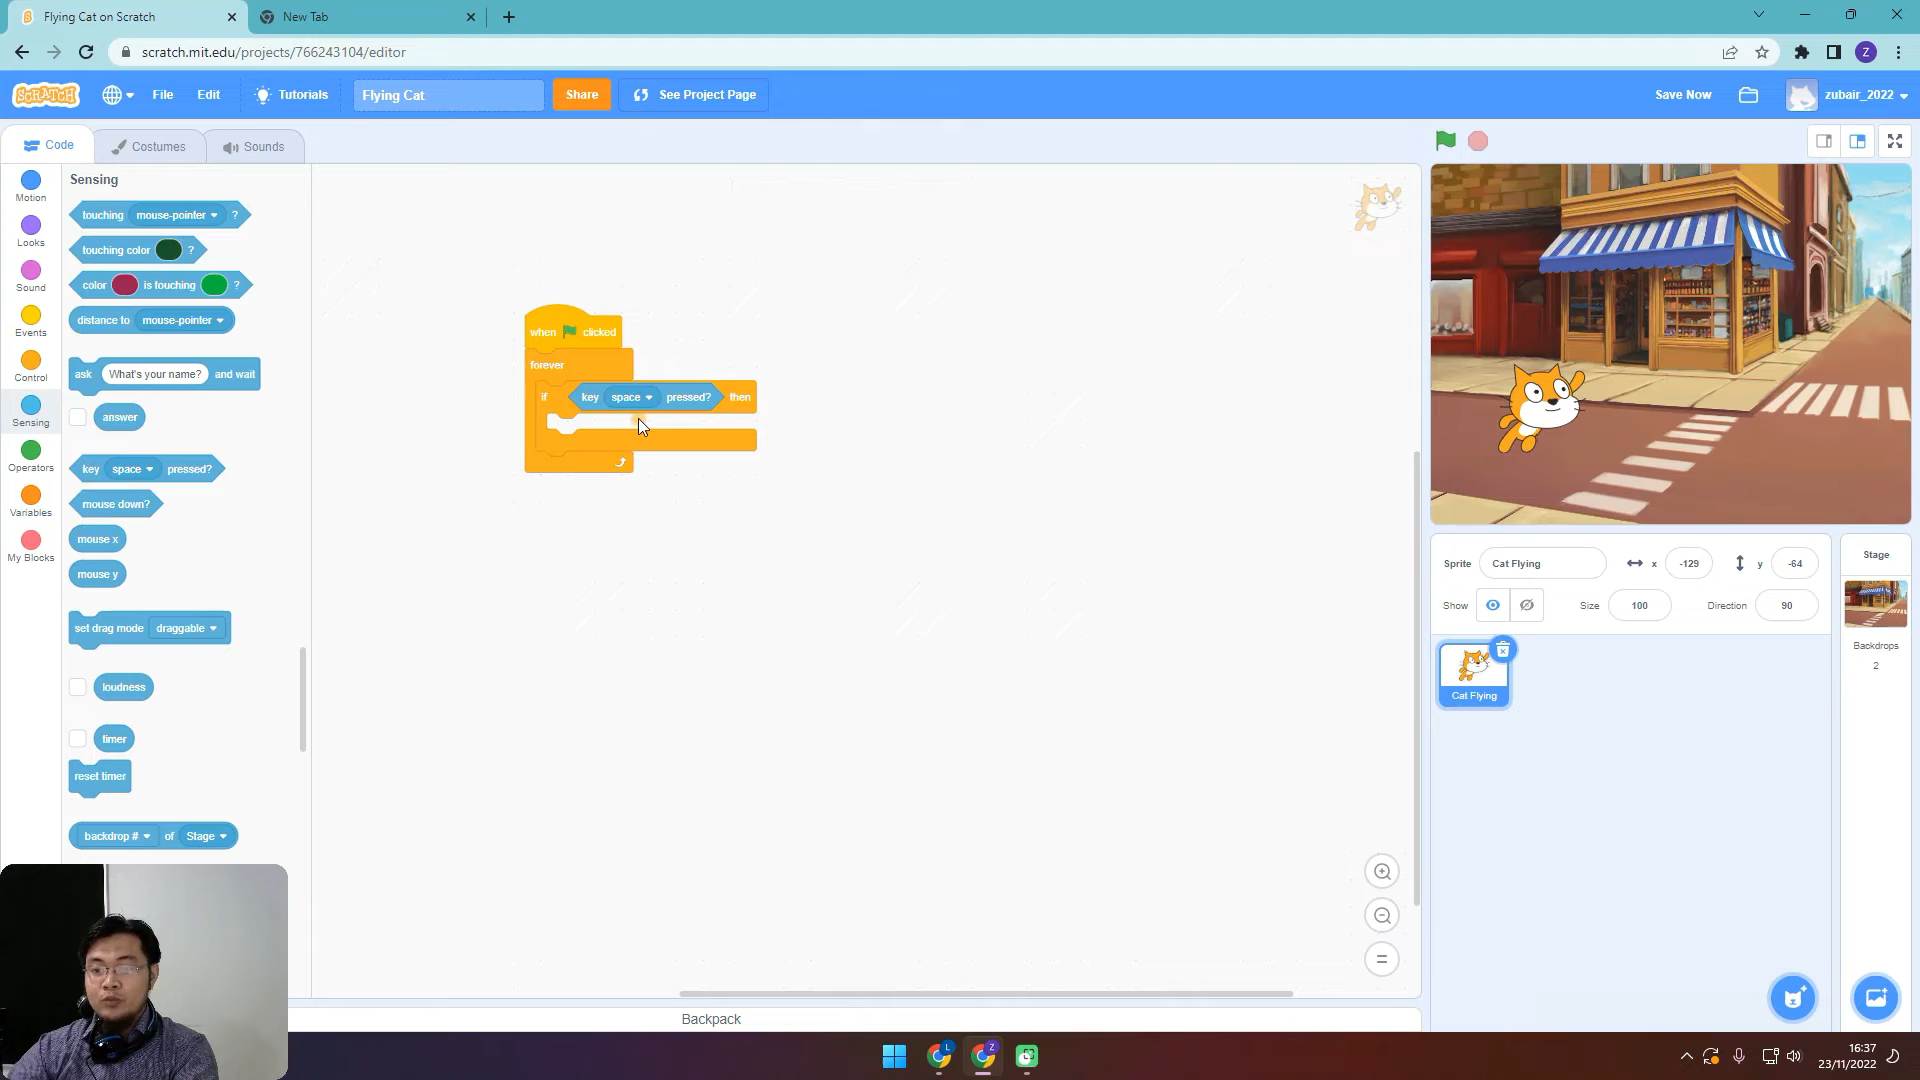 Flying Cat on Scratch
New Tab
scratch.mit.edu/projects/766243104/editor
Z
SCRATCH
File
Edit
Tutorials
Flying Cat
Share
See Project Page
Save Now
zubair_2022
Code
Costumes
Sounds
Motion
Looks
Sound
Events
Control
Sensing
Operators
Variables
My Blocks
Sensing
touching mouse-pointer ?
touching color ?
color is touching ?
distance to mouse-pointer
ask What's your name? and wait
answer
key space pressed?
mouse down?
mouse x
mouse y
set drag mode draggable
loudness
timer
reset timer
backdrop # of Stage
when clicked
forever
if key space pressed? then
Sprite Cat Flying x -129 y -64
Show Size 100 Direction 90
Cat Flying
Stage
Backdrops
2
Backpack
L
Z
16:37
23/11/2022